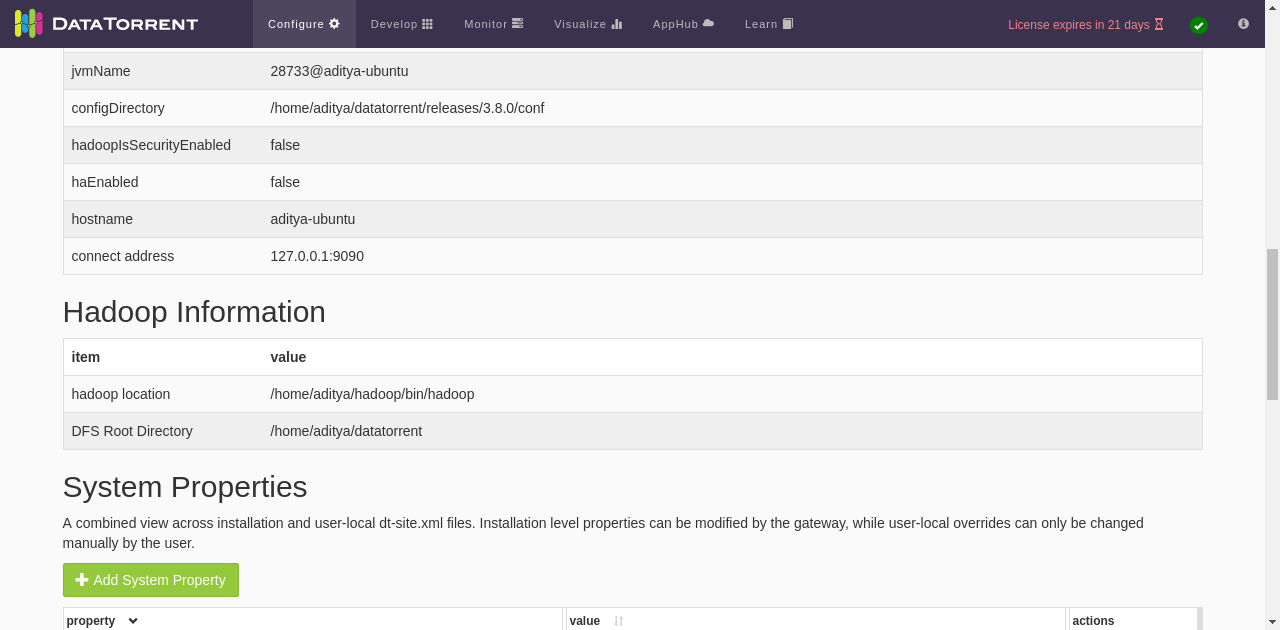 DATATORRENT Configure Develop Monitor Visualize AppHub Learn License expires in 21 days
jvmName 28733@aditya-ubuntu
configDirectory /home/aditya/datatorrent/releases/3.8.0/conf
hadoopIsSecurityEnabled false
haEnabled false
hostname aditya-ubuntu
connect address 127.0.0.1:9090
Hadoop Information
item value
hadoop location /home/aditya/hadoop/bin/hadoop
DFS Root Directory /home/aditya/datatorrent
System Properties
A combined view across installation and user-local dt-site.xml files. Installation level properties can be modified by the gateway, while user-local overrides can only be changed
manually by the user.
Add System Property
property value actions